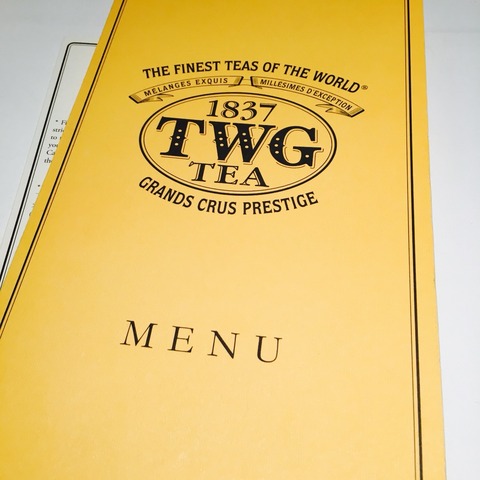 THE FINEST TEAS OF THE WORLD®
MÉLANGES EXQUIS MILLÉSIMES D'EXCEPTION
1837
TWG
TEA
GRANDS CRUS PRESTIGE
MENU